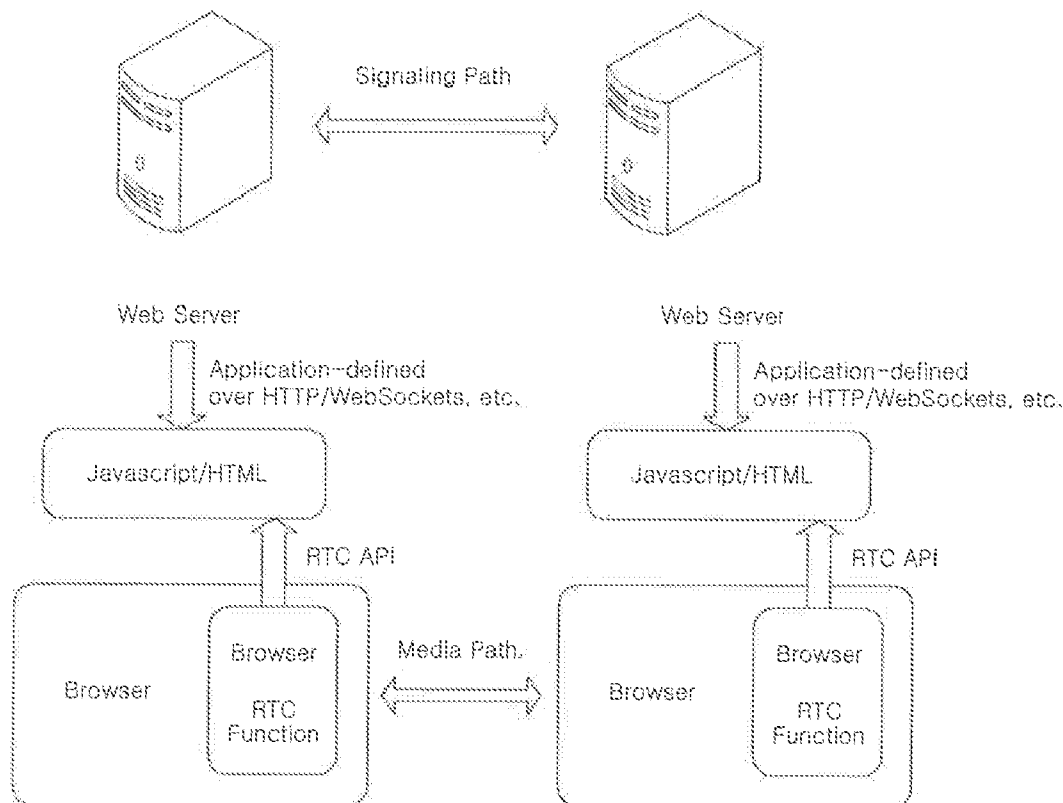 Signaling Path
Web Server
Web Server
Application-defined
over HTTP/WebSockets, etc.
Application-defined
over HTTP/WebSockets, etc.
Javascript/HTML
Javascript/HTML
RTC API
RTC API
Browser
Browser
RTC
Function
Media Path.
Browser
Browser
RTC
Function